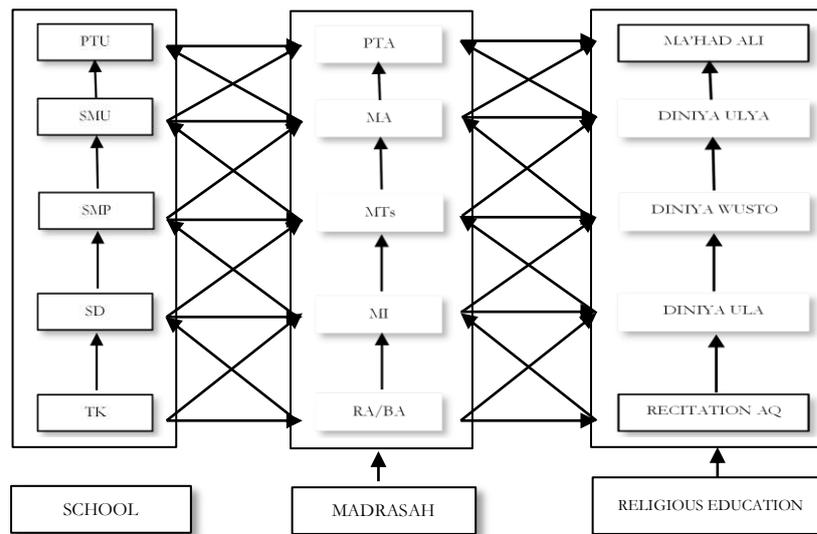 PTU
PTA
MA'HAD ALI
SMU
MA
DINIYA ULYA
SMP
MTs
DINIYA WUSTO
SD
MI
DINIYA ULA
TK
RA/BA
RECITATION AQ
SCHOOL
MADRASAH
RELIGIOUS EDUCATION